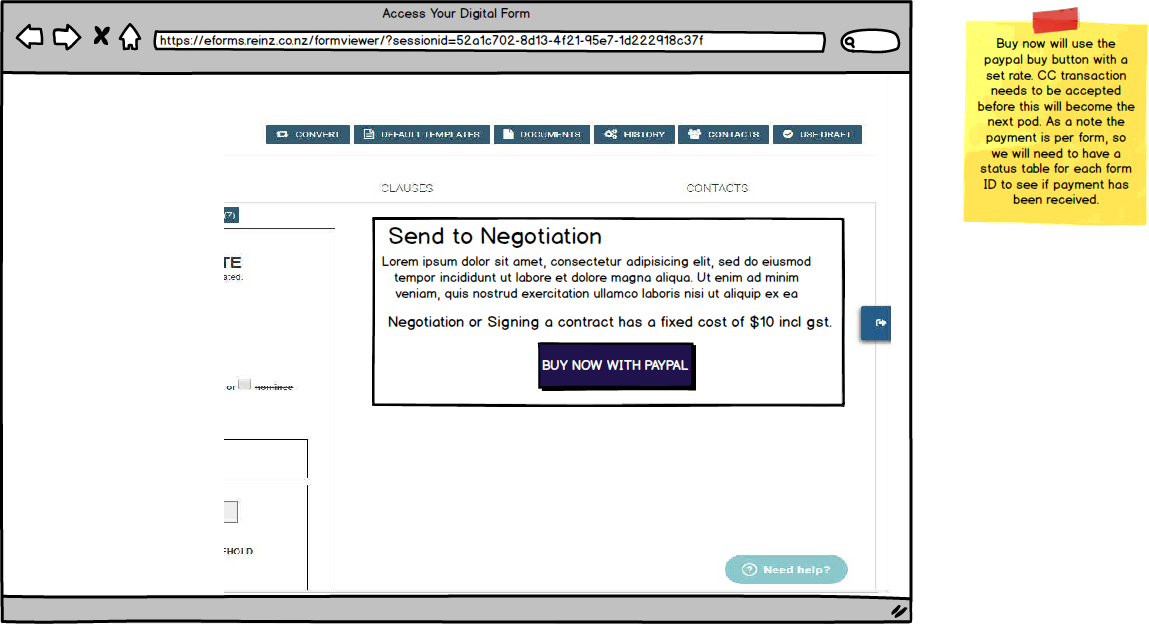 Access Your Digital Form
https://eforms.reinz.co.nz/formviewer/?sessionid=52a1c702-8d13-4f21-95e7-1d222918c37f
CONVERT DEFAULT TEMPLATES DOCUMENTS HISTORY CONTACTS USE DRAFT
CLAUSES CONTACTS
(7)
TE
ated.
or nominee
EHOLD
Send to Negotiation
Lorem ipsum dolor sit amet, consectetur adipisicing elit, sed do eiusmod
tempor incididunt ut labore et dolore magna aliqua. Ut enim ad minim
veniam, quis nostrud exercitation ullamco laboris nisi ut aliquip ex ea
Negotiation or Signing a contract has a fixed cost of $10 incl gst.
BUY NOW WITH PAYPAL
Need help?
Buy now will use the
paypal buy button with a
set rate. CC transaction
needs to be accepted
before this will become the
next pod. As a note the
payment is per form, so
we will need to have a
status table for each form
ID to see if payment has
been received.